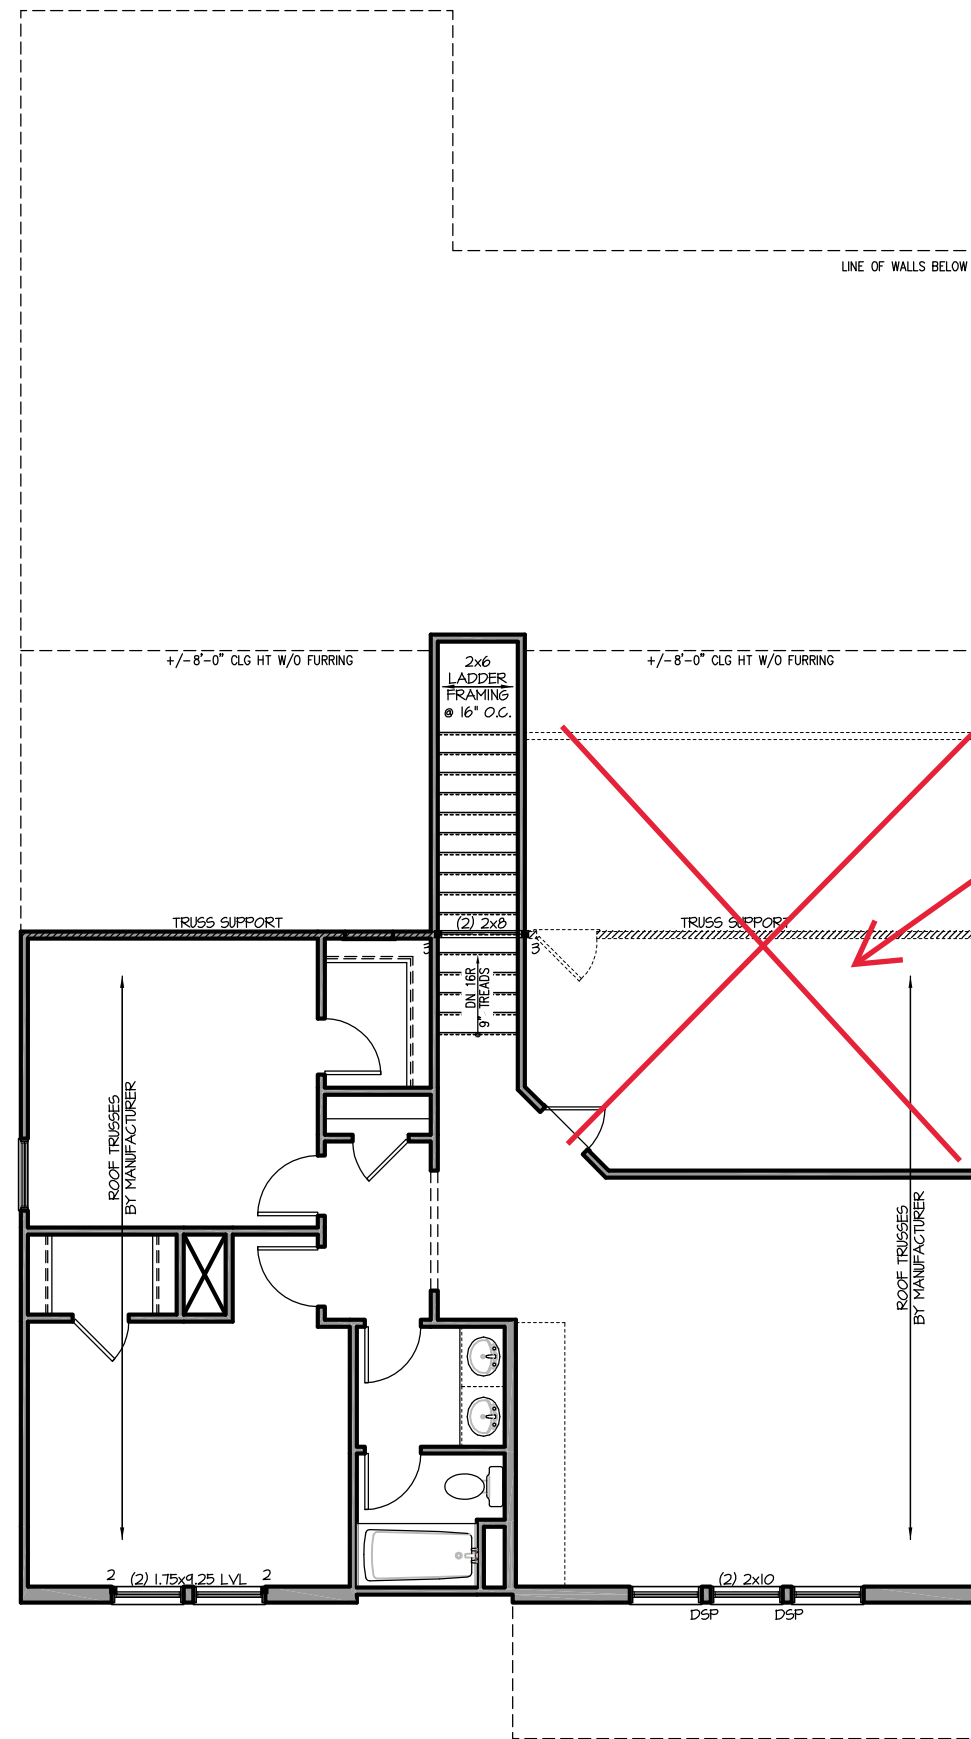 LINE OF WALLS BELOW
+/-8'-0" CLG HT W/O FURRING
2x6
LADDER
FRAMING
@ 16" O.C.
+/-8'-0" CLG HT W/O FURRING
TRUSS SUPPORT
(2) 2x8
TRUSS SUPPORT
3
3
DN 16R
9" TREADS
ROOF TRUSSES
BY MANUFACTURER
ROOF TRUSSES
BY MANUFACTURER
2
(2) 1.75x9.25 LVL
2
(2) 2x10
DSP
DSP